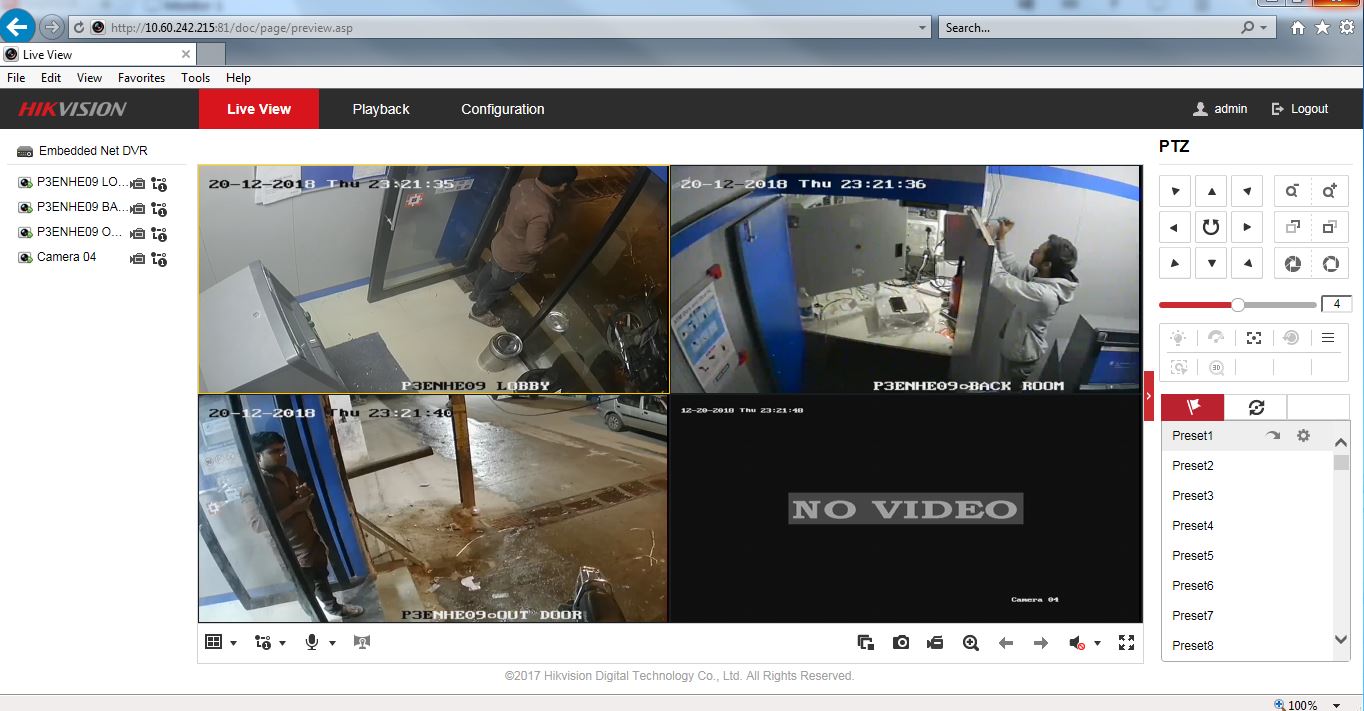 http://10.60.242.215:81/doc/page/preview.asp
Search...
Live View
File Edit View Favorites Tools Help
HIKVISION
Live View Playback Configuration
admin Logout
Embedded Net DVR
P3ENHE09 LO...
P3ENHE09 BA...
P3ENHE09 O...
Camera 04
20-12-2018 Thu 23:21:35
P3ENHE09 LOBBY
20-12-2018 Thu 23:21:36
P3ENHE09 BACK ROOM
20-12-2018 Thu 23:21:40
P3ENHE09 OUT DOOR
12-20-2018 Thu 23:21:40
NO VIDEO
Camera 04
PTZ
4
3D
Preset1
Preset2
Preset3
Preset4
Preset5
Preset6
Preset7
Preset8
©2017 Hikvision Digital Technology Co., Ltd. All Rights Reserved.
100%